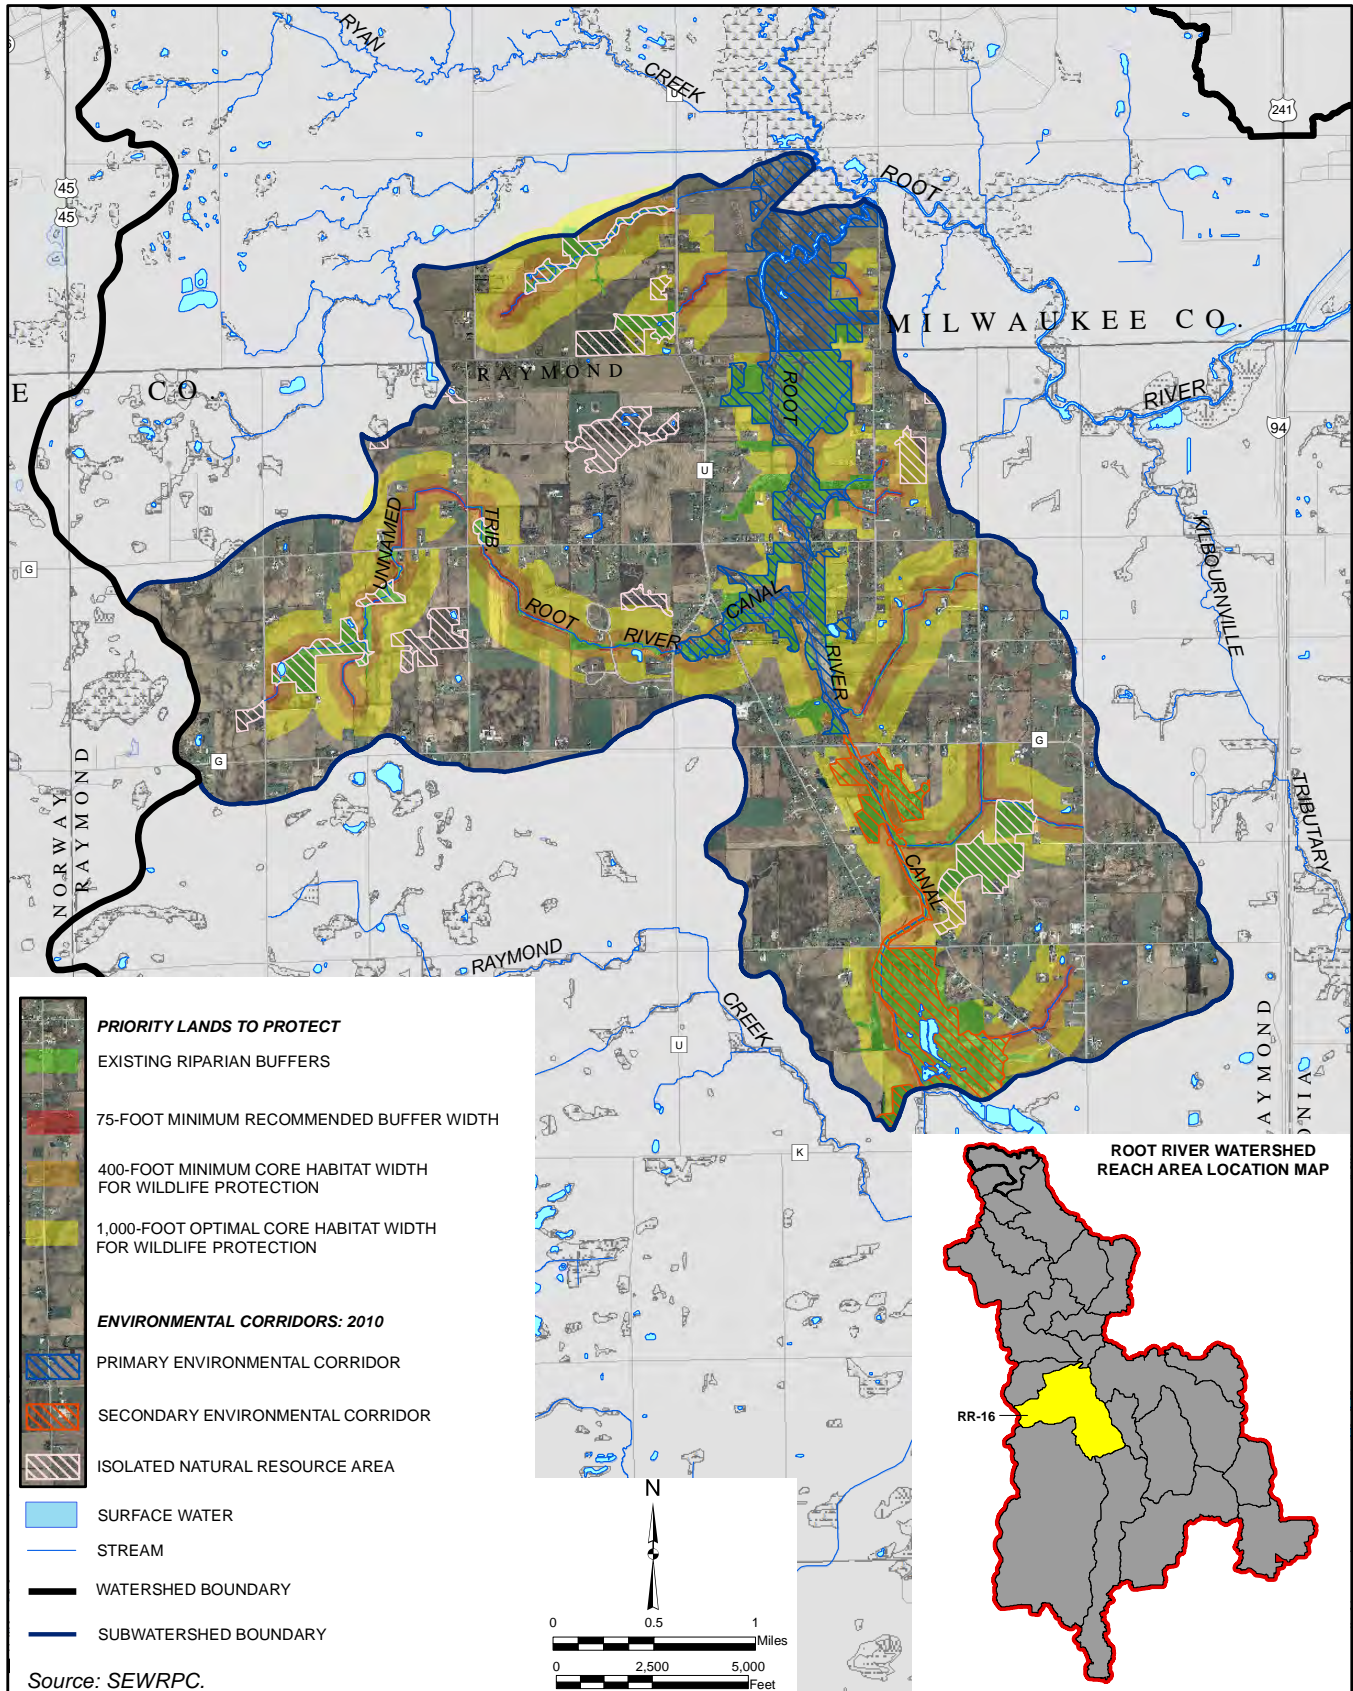 RYAN
CREEK
U
241
45
45
ROOT
MILWAUKEE CO.
RAYMOND
E CO.
ROOT
RIVER
94
U
UNNAMED
TRIB
KILBOURNVILLE
G
ROOT
RIVER
CANAL
RIVER
G
G
NORWAY
RAYMOND
TRIBUTARY
CANAL
RAYMOND
CREEK
U
K
AYMOND
ONIA
PRIORITY LANDS TO PROTECT
EXISTING RIPARIAN BUFFERS
75-FOOT MINIMUM RECOMMENDED BUFFER WIDTH
400-FOOT MINIMUM CORE HABITAT WIDTH
FOR WILDLIFE PROTECTION
1,000-FOOT OPTIMAL CORE HABITAT WIDTH
FOR WILDLIFE PROTECTION
ENVIRONMENTAL CORRIDORS: 2010
PRIMARY ENVIRONMENTAL CORRIDOR
SECONDARY ENVIRONMENTAL CORRIDOR
ISOLATED NATURAL RESOURCE AREA
SURFACE WATER
STREAM
WATERSHED BOUNDARY
SUBWATERSHED BOUNDARY
Source: SEWRPC.
N
0 0.5 1
Miles
0 2,500 5,000
Feet
ROOT RIVER WATERSHED
REACH AREA LOCATION MAP
RR-16